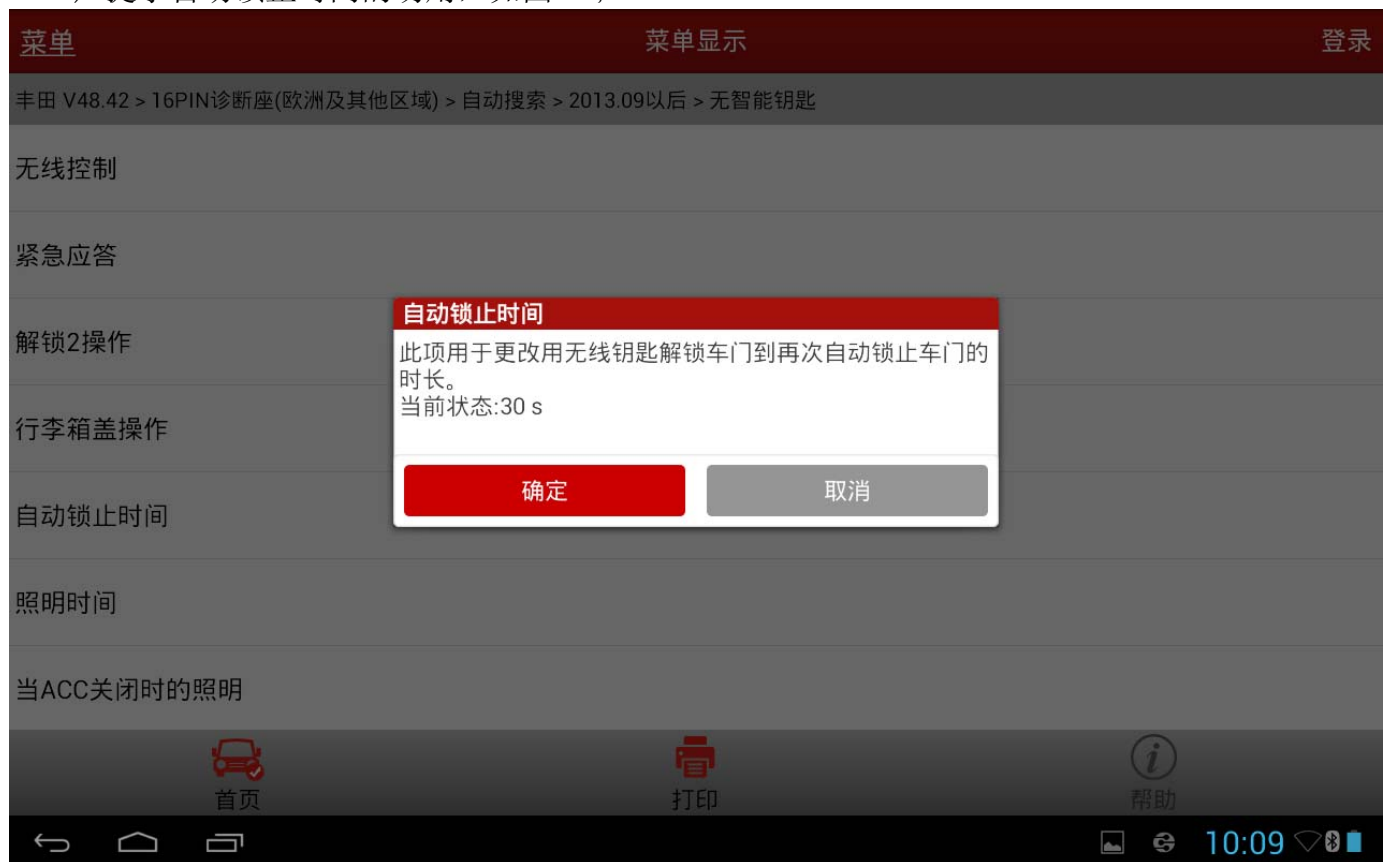 菜单
菜单显示
登录
丰田 V48.42 > 16PIN诊断座(欧洲及其他区域) > 自动搜索 > 2013.09以后 > 无智能钥匙
无线控制
紧急应答
解锁2操作
行李箱盖操作
自动锁止时间
照明时间
当ACC关闭时的照明
自动锁止时间
此项用于更改用无线钥匙解锁车门到再次自动锁止车门的
时长。
当前状态:30 s
确定
取消
首页
打印
帮助
10:09